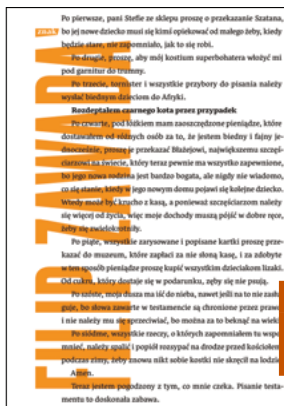 Po pierwsze, pani Stefie ze sklepu proszę o przekazanie Szatana,
bo jej nowe dziecko musi się kimś opiekować od małego żeby, kiedy
będzie stare, nie zapomniało, jak to się robi.
Po drugie, proszę, aby mój kostium superbohatera włożyć mi
pod garnitur do trumny.
Po trzecie, tornister i wszystkie przybory do pisania należy
wysłać biednym dzieciom do Afryki.
Rozdeptałem czarnego kota przez przypadek
Po czwarte, pod łóżkiem mam zaoszczędzone pieniądze, które
dostawałem od różnych osób za to, że jestem biedny i fajny je-
dnocześnie, proszę je przekazać Błażejowi, największemu szczęś-
ciarzowi na świecie, który teraz pewnie ma wszystko zapewnione,
bo jego nowa rodzina jest bardzo bogata, ale nigdy nie wiadomo,
co się stanie, kiedy w jego nowym domu pojawi się kolejne dziecko.
Wtedy może być krucho z kasą, a ponieważ szczęściarzom należy
się więcej od życia, więc moje dochody muszą pójść w dobre ręce,
żeby się zwielokrotniły.
Po piąte, wszystkie zarysowane i popisane kartki proszę prze-
kazać do muzeum, które zapłaci za nie słoną kasę, i za zdobyte
w ten sposób pieniądze proszę kupić wszystkim dzieciakom lizaki.
Od cukru, który dostaje się w podarunku, zęby się nie psują.
Po szóste, moja dusza ma iść do nieba, nawet jeśli na to nie zasłu-
guje, bo słowa zawarte w testamencie są chronione przez prawo
i nie należy mu się sprzeciwiać, bo można za to beknąć na wieki
Po siódme, wszystkie rzeczy, o których zapomniałem tu wspo-
mnieć, należy spalić i popiół rozsypać na drodze przed kościołem
podczas zimy, żeby znowu nikt sobie kostki nie skręcił na lodzie
Amen.
Teraz jestem pogodzony z tym, co mnie czeka. Pisanie testa-
mentu to doskonała zabawa.
znak
FILIP ZAWADA